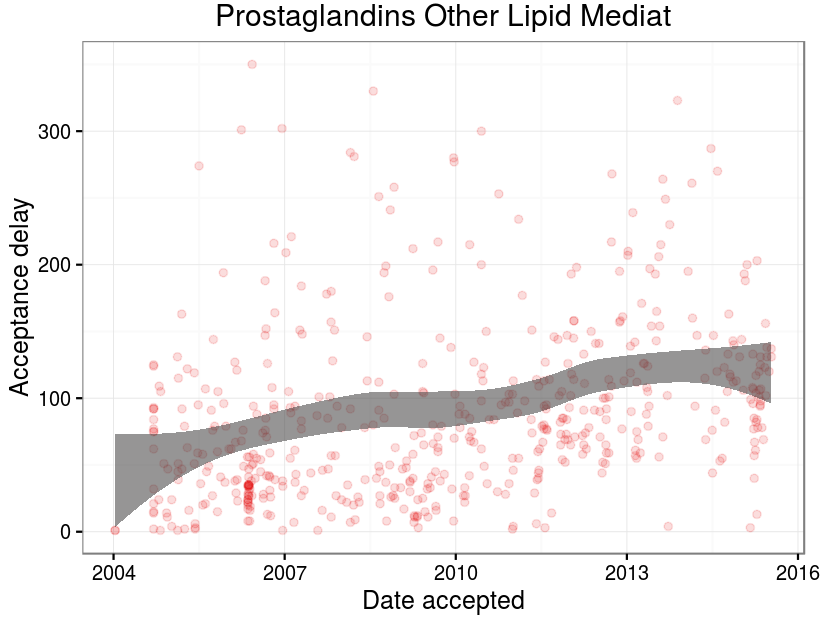 Prostaglandins Other Lipid Mediat
300
200
100
0
Acceptance delay
2004 2007 2010 2013 2016
Date accepted